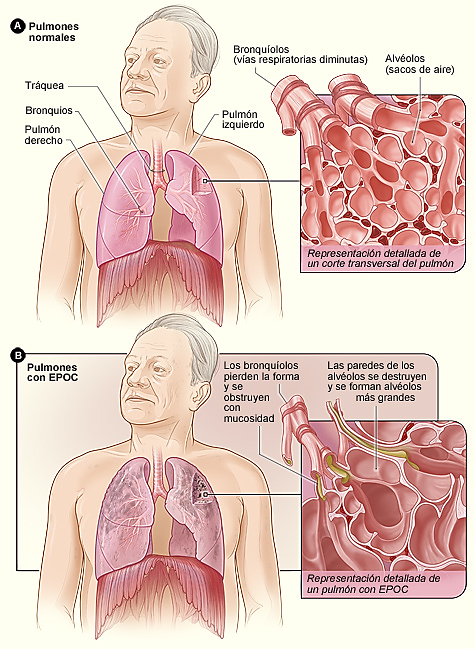 A Pulmones
normales
Bronquíolos
(vías respiratorias diminutas)
Alvéolos
(sacos de aire)
Tráquea
Bronquios
Pulmón
derecho
Pulmón
izquierdo
Representación detallada de
un corte transversal del pulmón
B Pulmones
con EPOC
Los bronquíolos
pierden la forma
y se
obstruyen
con
mucosidad
Las paredes de los
alvéolos se destruyen
y se forman alvéolos
más grandes
Representación detallada de
un pulmón con EPOC